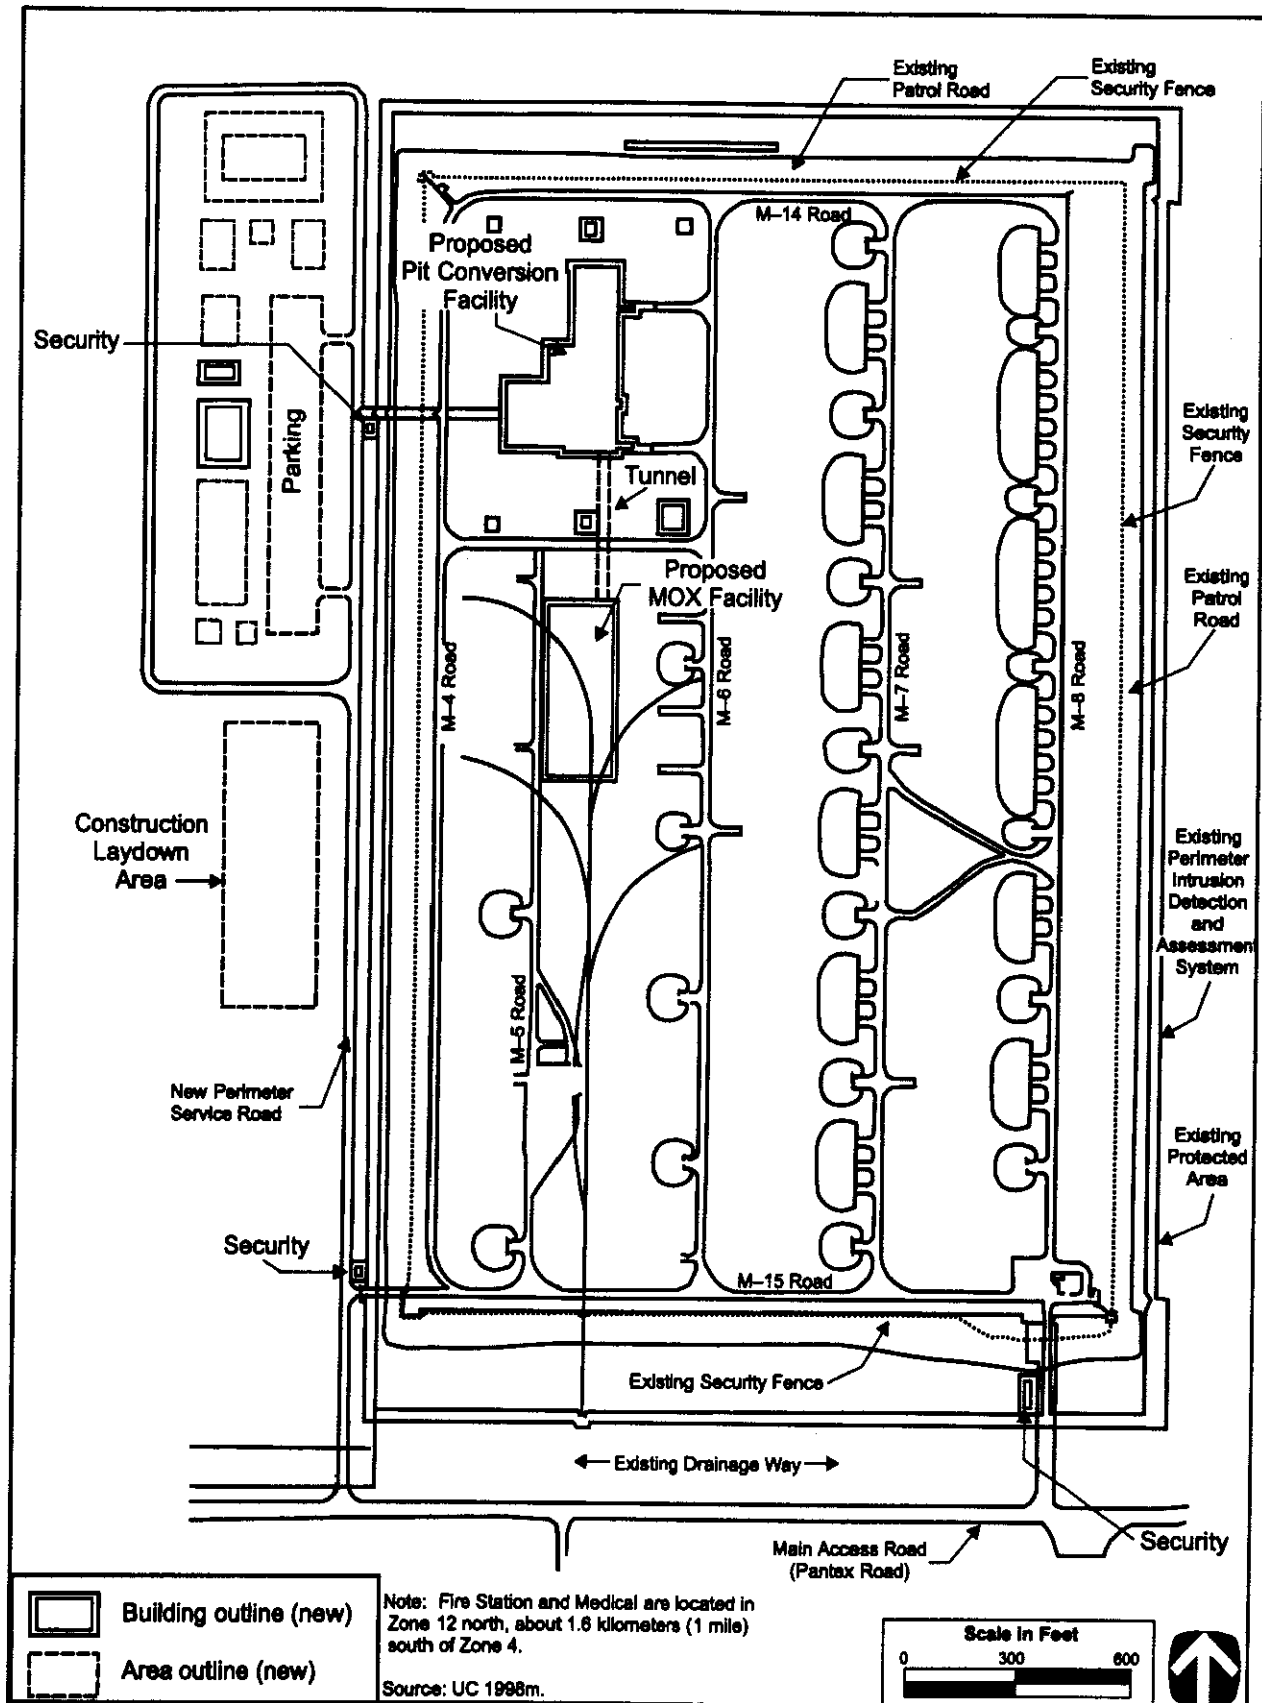 Existing
Patrol Road
Existing
Security Fence
M–14 Road
Proposed
Pit Conversion
Facility
Security
Parking
Existing
Security
Fence
Tunnel
Proposed
MOX Facility
Existing
Patrol
Road
M–4 Road
M–6 Road
M–7 Road
M–8 Road
Construction
Laydown
Area
Existing
Perimeter
Intrusion
Detection
and
Assessment
System
M–5 Road
New Perimeter
Service Road
Existing
Protected
Area
Security
M–15 Road
Existing Security Fence
Existing Drainage Way
Main Access Road
(Pantex Road)
Security
Building outline (new)
Area outline (new)
Note: Fire Station and Medical are located in
Zone 12 north, about 1.6 kilometers (1 mile)
south of Zone 4.
Source: UC 1998m.
Scale in Feet
0 300 600